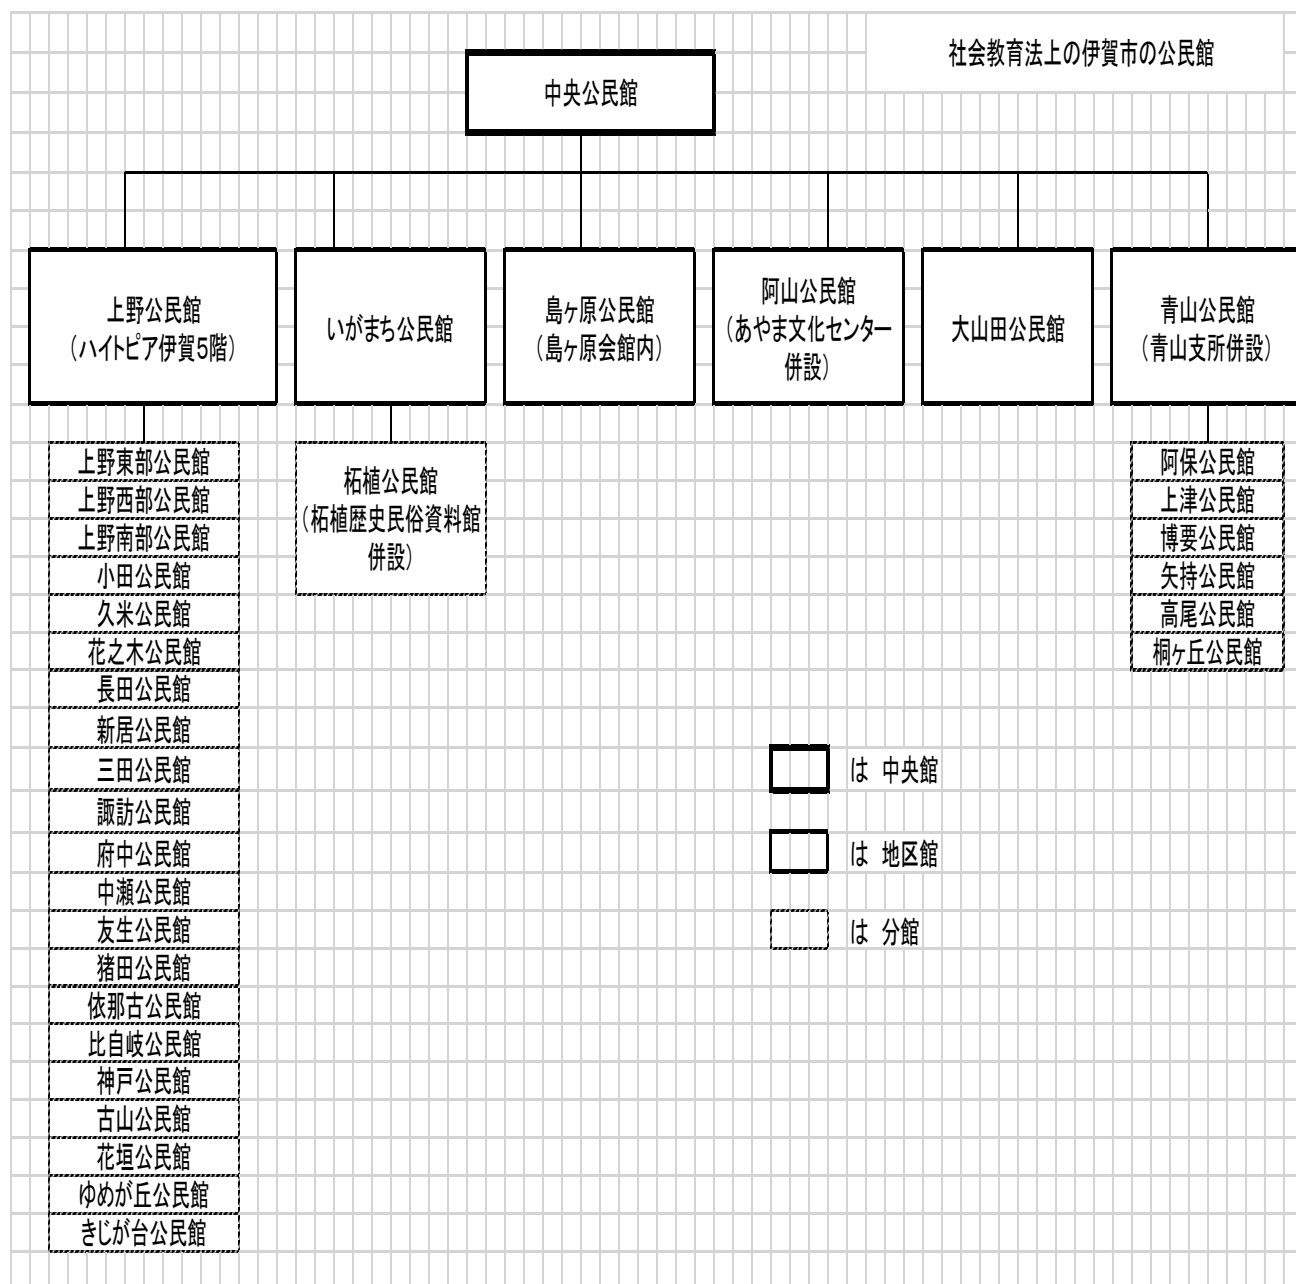 社会教育法上の伊賀市の公民館
中央公民館
上野公民館
（ハイトピア伊賀5階）
いがまち公民館
島ヶ原公民館
（島ヶ原会館内）
阿山公民館
（あやま文化センター
併設）
大山田公民館
青山公民館
（青山支所併設）
上野東部公民館
上野西部公民館
上野南部公民館
小田公民館
久米公民館
花之木公民館
長田公民館
新居公民館
三田公民館
諏訪公民館
府中公民館
中瀬公民館
友生公民館
猪田公民館
依那古公民館
比自岐公民館
神戸公民館
古山公民館
花垣公民館
ゆめが丘公民館
きじが台公民館
柘植公民館
（柘植歴史民俗資料館
併設）
阿保公民館
上津公民館
博要公民館
矢持公民館
高尾公民館
桐ヶ丘公民館
は 中央館
は 地区館
は 分館